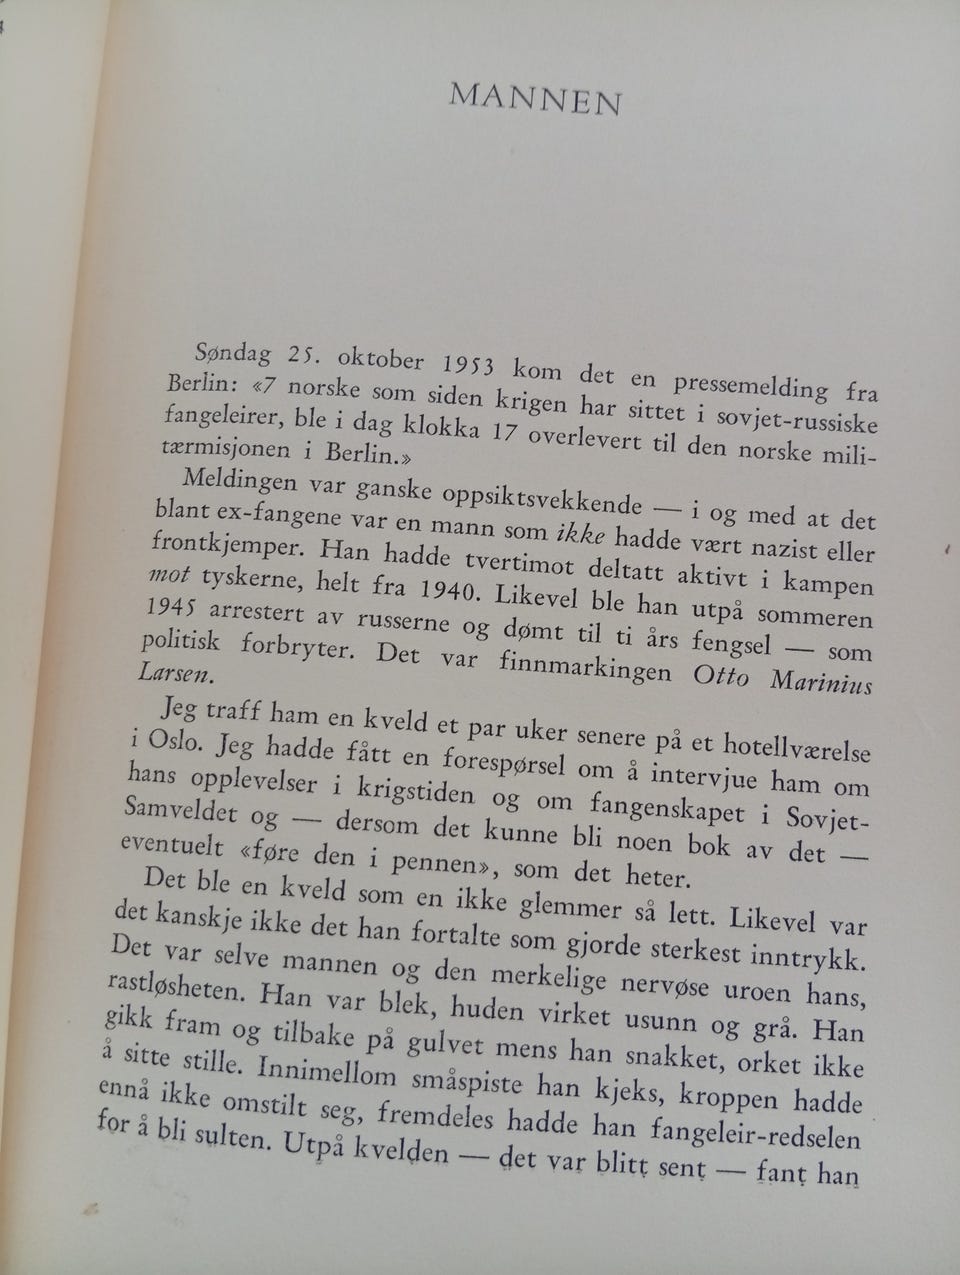 MANNEN
Søndag 25. oktober 1953 kom det en pressemelding fra
Berlin: «7 norske som siden krigen har sittet i sovjet-russiske
fangeleirer, ble i dag klokka 17 overlevert til den norske mili-
tærmisjonen i Berlin.»
Meldingen var ganske oppsiktsvekkende — i og med at det
blant ex-fangene var en mann som ikke hadde vært nazist eller
frontkjemper. Han hadde tvertimot deltatt aktivt i kampen
mot tyskerne, helt fra 1940. Likevel ble han utpå sommeren
1945 arrestert av russerne og dømt til ti års fengsel — som
politisk forbryter. Det var finnmarkingen Otto Marinius
Larsen.
Jeg traff ham en kveld et par uker senere på et hotellværelse
i Oslo. Jeg hadde fått en forespørsel om å intervjue ham om
hans opplevelser i krigstiden og om fangenskapet i Sovjet-
Samveldet og — dersom det kunne bli noen bok av det —
eventuelt «føre den i pennen», som det heter.
Det ble en kveld som en ikke glemmer så lett. Likevel var
det kanskje ikke det han fortalte som gjorde sterkest inntrykk.
Det var selve mannen og den merkelige nervøse uroen hans,
rastløsheten. Han var blek, huden virket usunn og grå. Han
gikk fram og tilbake på gulvet mens han snakket, orket ikke
å sitte stille. Innimellom småspiste han kjeks, kroppen hadde
ennå ikke omstilt seg, fremdeles hadde han fangeleir-redselen
for å bli sulten. Utpå kvelden — det var blitt sent — fant han